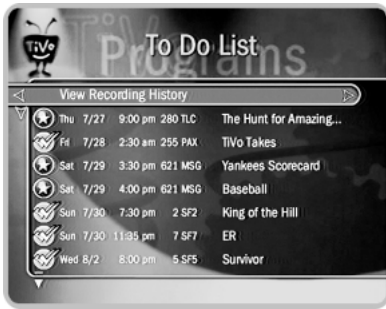 TiVo
Programs
To Do List
View Recording History
Thu 7/27 9:00 pm 280 TLC The Hunt for Amazing...
Fri 7/28 2:30 am 255 PAX TiVo Takes
Sat 7/29 3:30 pm 621 MSG Yankees Scorecard
Sat 7/29 4:00 pm 621 MSG Baseball
Sun 7/30 7:30 pm 2 SF2 King of the Hill
Sun 7/30 11:35 pm 7 SF7 ER
Wed 8/2 8:00 pm 5 SF5 Survivor